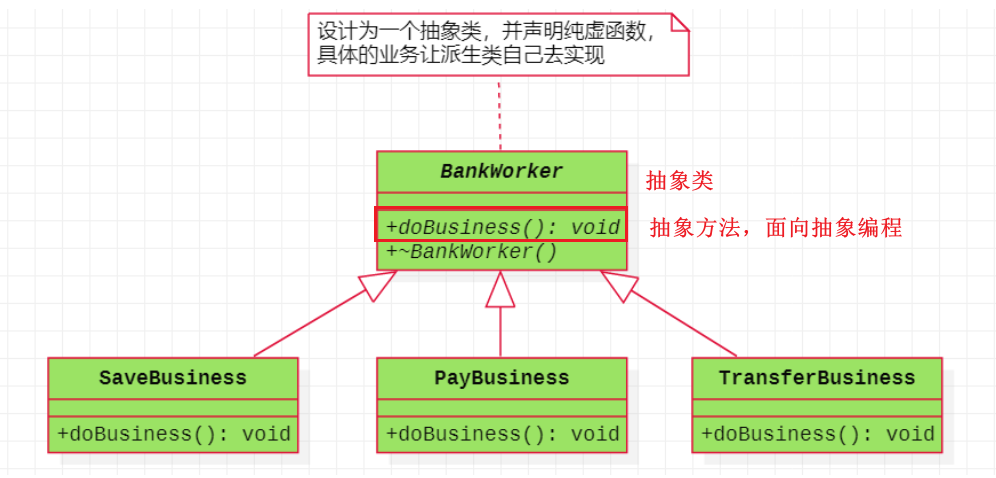 设计为一个抽象类，并声明纯虚函数，
具体的业务让派生类自己去实现
BankWorker
抽象类
+doBusiness(): void
抽象方法，面向抽象编程
+~BankWorker()
SaveBusiness
PayBusiness
TransferBusiness
+doBusiness(): void
+doBusiness(): void
+doBusiness(): void